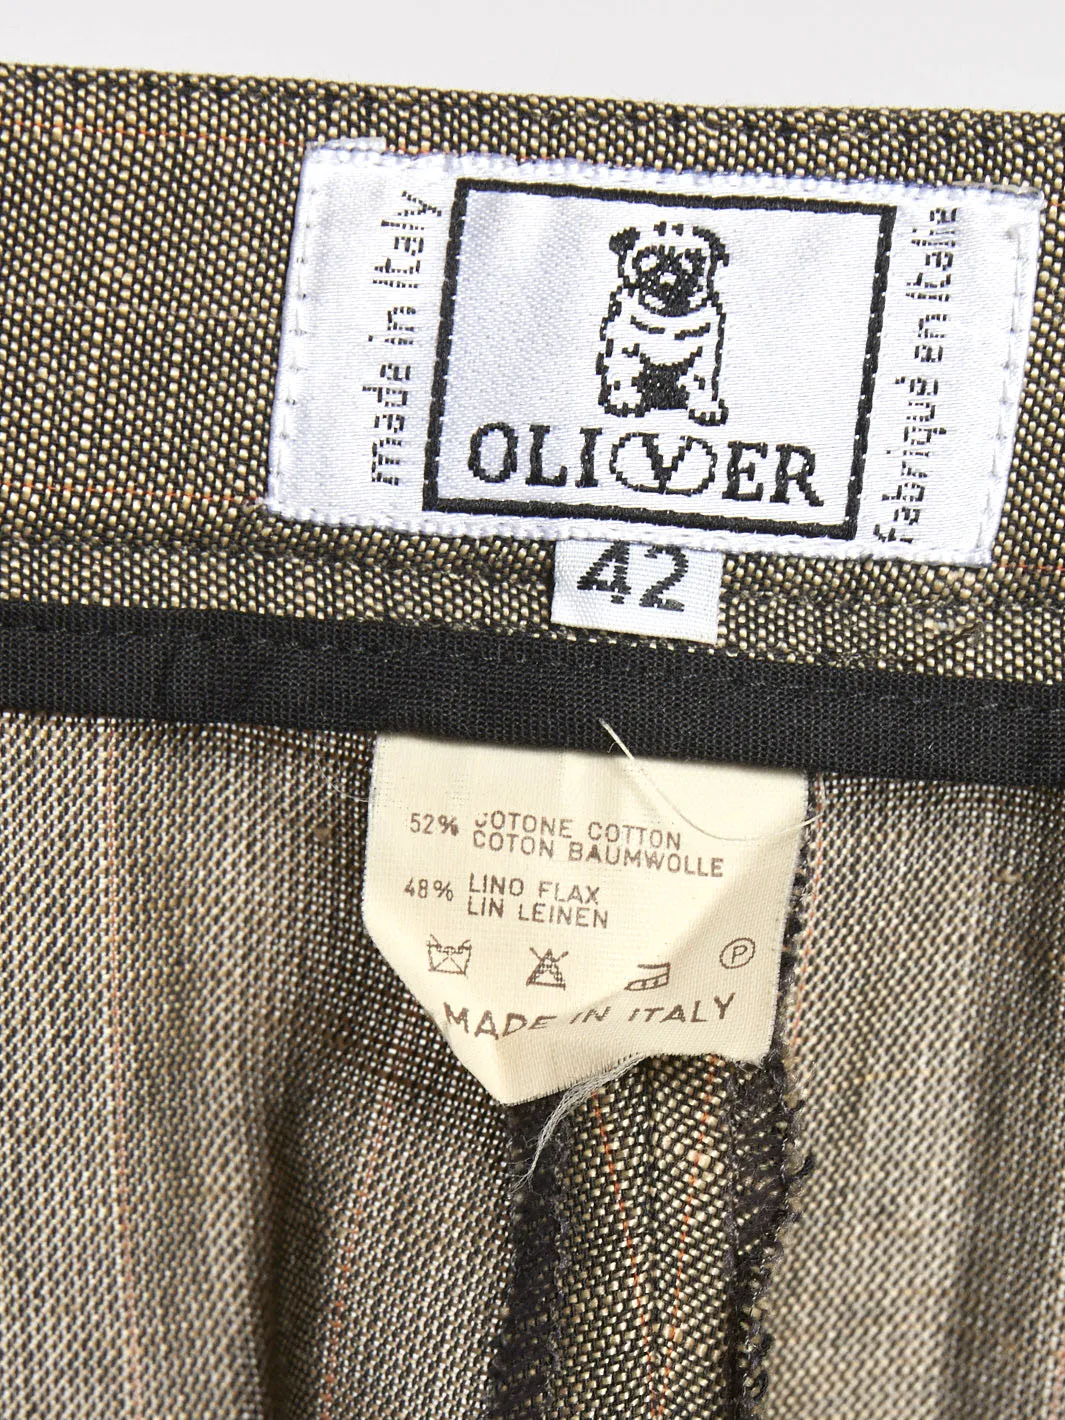 made in Italy
OLIVER
fabriqué en Italie
42
52% COTONE COTTON
COTON BAUMWOLLE
48% LINO FLAX
LIN LEINEN
P
MADE IN ITALY